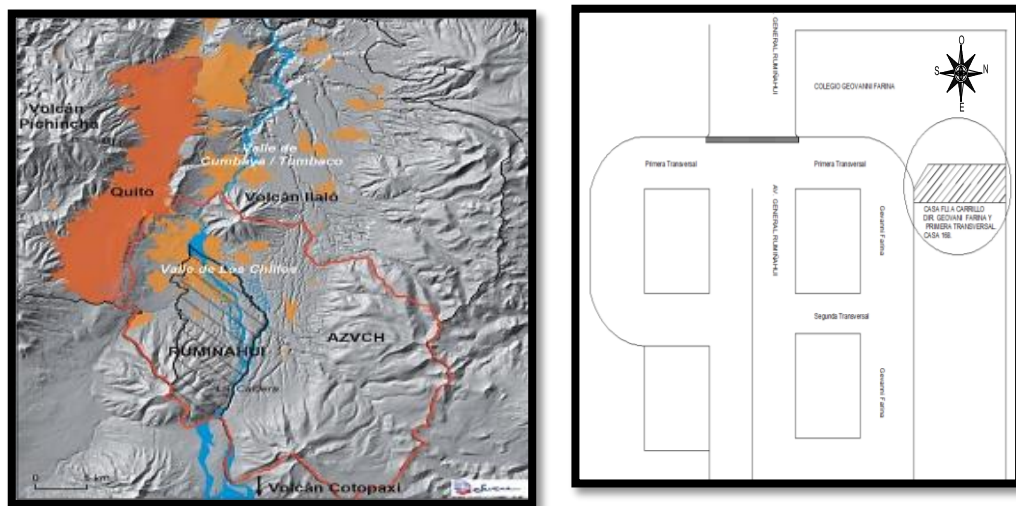 Volcán
Pichincha
Valle de
Cumbaya / Tumbaco
Quito
Volcán Ilaló
Valle de Los Chillos
AZVCH
RUMIÑAHUI
La Caldera
0 5 km
Volcán Cotopaxi
GENERAL RUMIÑAHUI
O
S
N
E
COLEGIO GEOVANNI FARINA
Primera Transversal
Primera Transversal
CASA FLIA CARRILLO
DIR. GEOVANI FARINA Y
PRIMERA TRANSVERSAL
CASA 168.
AV. GENERAL RUMIÑAHUI
Geovanni Farina
Segunda Transversal
Geovanni Farina